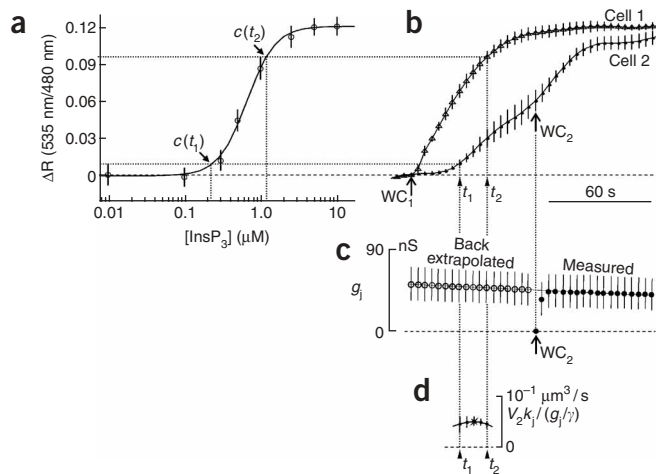 a
b
c(t₂)
Cell 1
Cell 2
0.12
0.09
0.06
0.03
0
ΔR (535 nm/480 nm)
c(t₁)
WC₂
WC₁
t₁
t₂
60 s
0.01
0.1
1.0
10
[InsP₃] (μM)
c
90
nS
Back
extrapolated
Measured
gⱼ
0
WC₂
d
10⁻¹ μm³/s
V₂kⱼ/(gⱼ/γ)
0
t₁
t₂